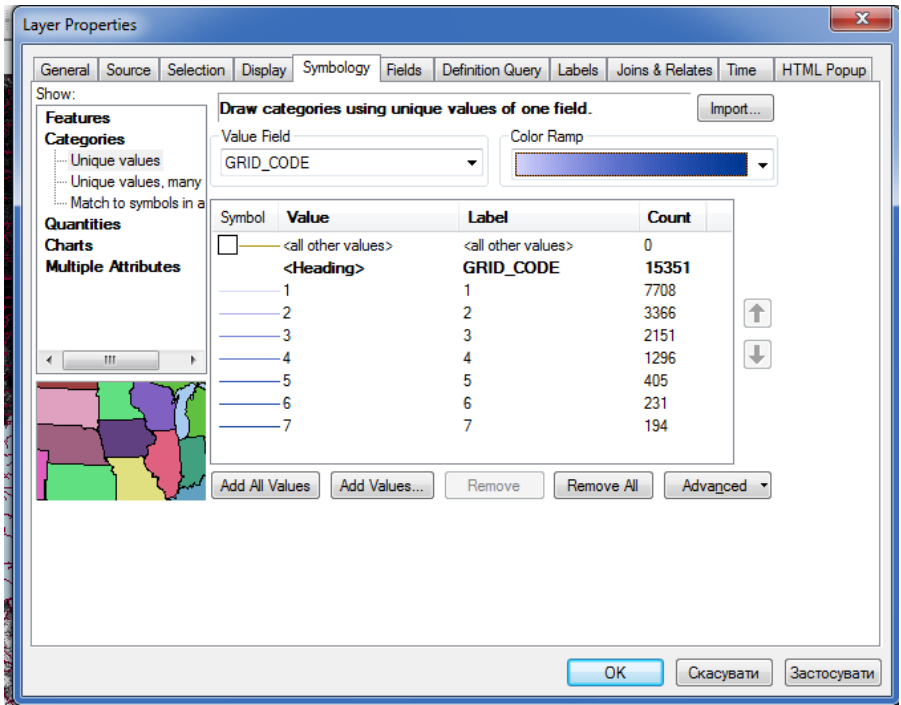 Layer Properties
General Source Selection Display Symbology Fields Definition Query Labels Joins & Relates Time HTML Popup
Show:
Features
Categories
Unique values
Unique values, many
Match to symbols in a
Quantities
Charts
Multiple Attributes
Draw categories using unique values of one field.
Import...
Value Field
GRID_CODE
Color Ramp
Symbol Value Label Count
<all other values> <all other values> 0
<Heading> GRID_CODE 15351
1 1 7708
2 2 3366
3 3 2151
4 4 1296
5 5 405
6 6 231
7 7 194
Add All Values Add Values... Remove Remove All Advanced
OK Скасувати Застосувати